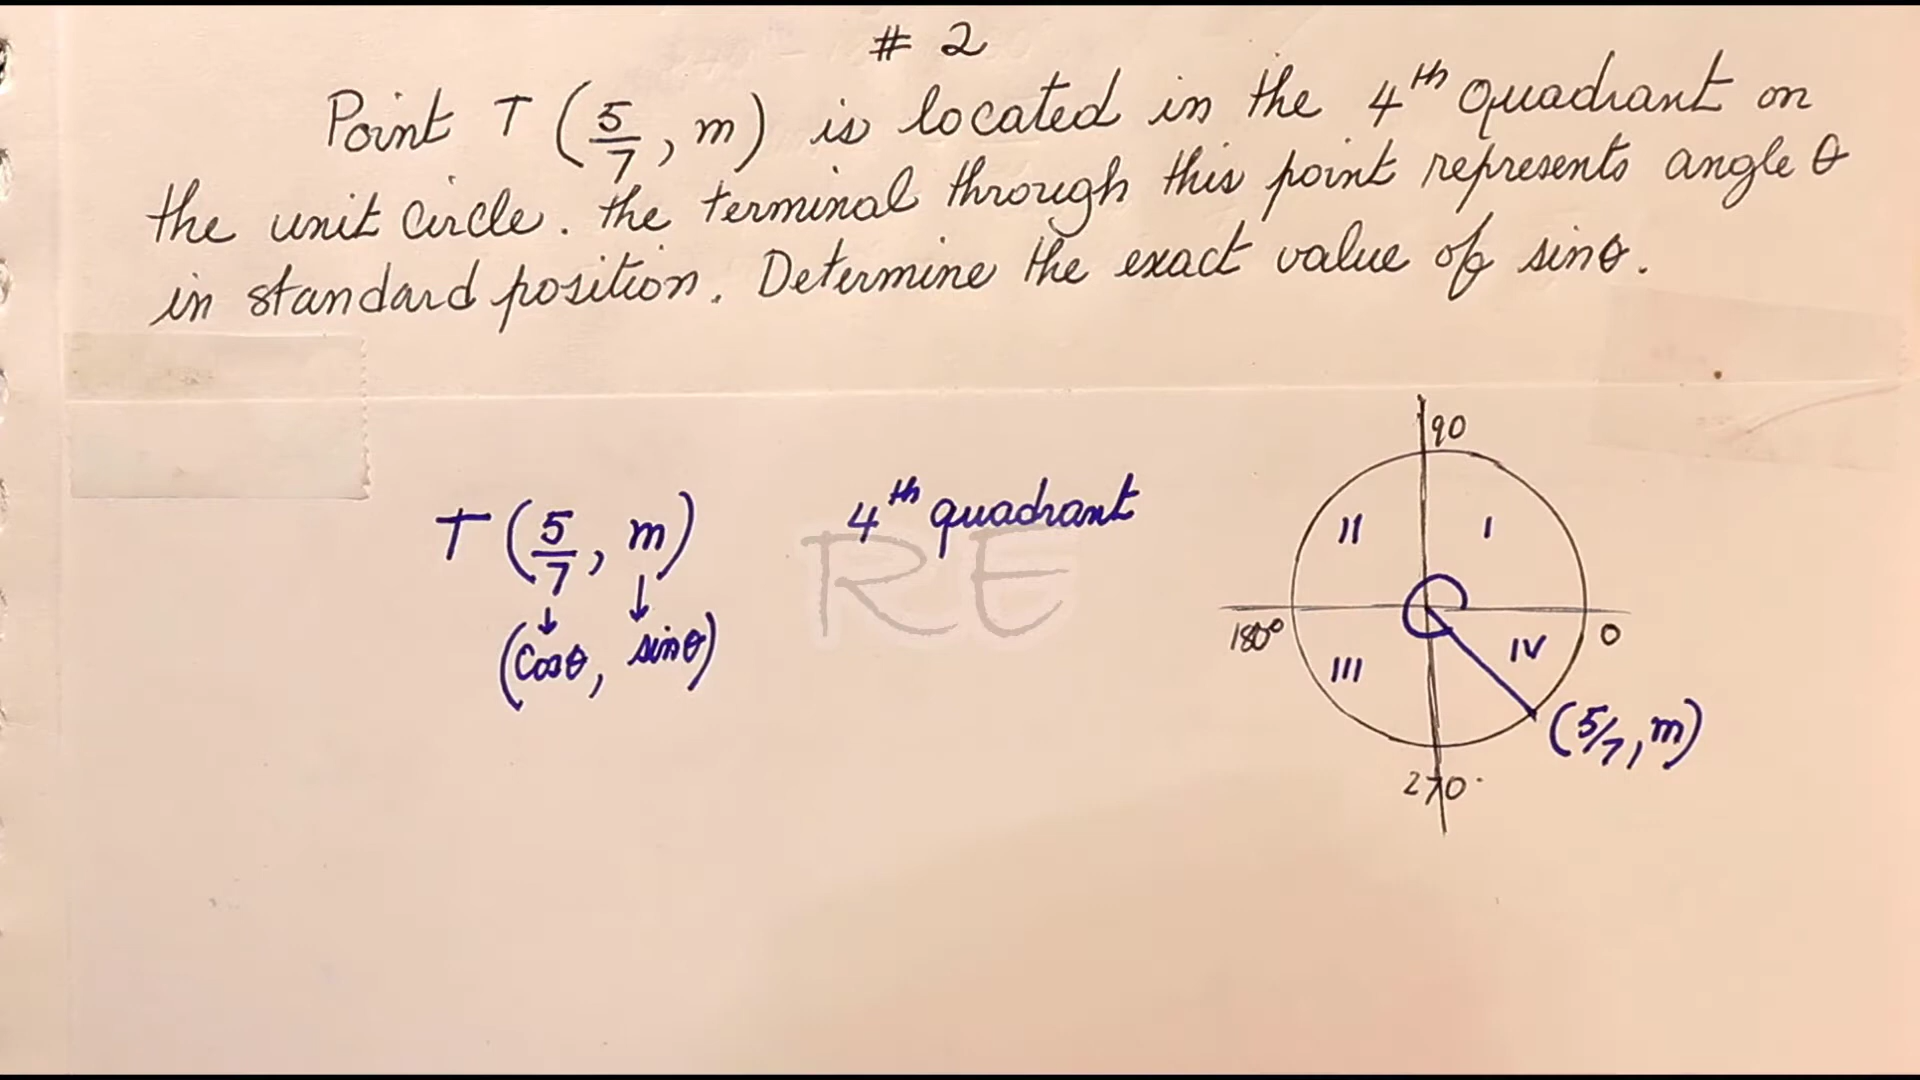 # 2
Point T (5/7, m) is located in the 4th quadrant on
the unit circle. the terminal through this point represents angle θ
in standard position. Determine the exact value of sinθ.
T (5/7, m) 4th quadrant
(cosθ, sinθ)
RE
90
II I
180° 0
III IV
(5/7, m)
270°